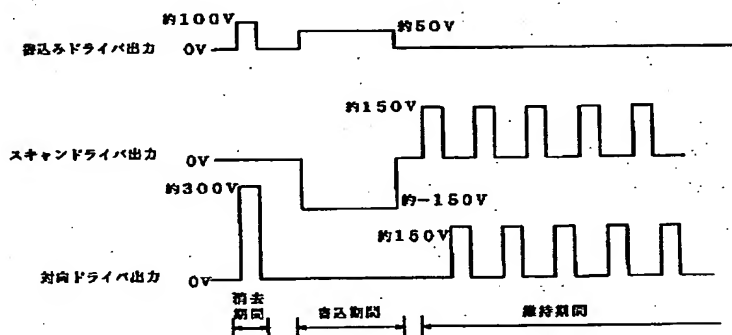 約100V
約50V
書込みドライバ出力 0V
約150V
スキャンドライバ出力 0V
約300V
約-150V
約150V
対向ドライバ出力 0V
消去期間
書込期間
維持期間